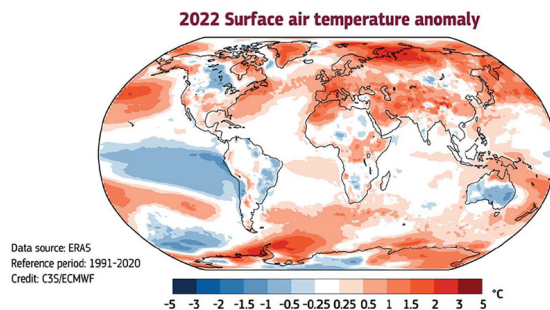 2022 Surface air temperature anomaly
Data source: ERA5
Reference period: 1991-2020
Credit: C3S/ECMWF
-5 -3 -2 -1.5 -1 -0.5 -0.25 0.25 0.5 1 1.5 2 3 5 °C